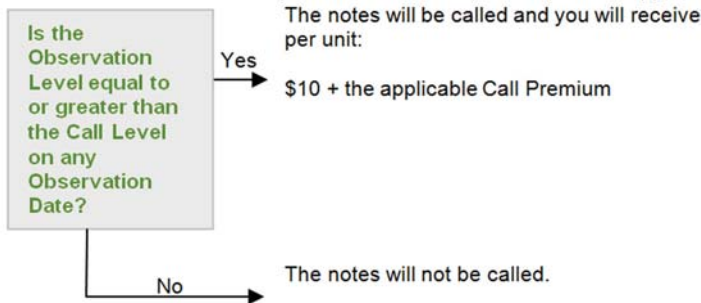 Is the
Observation
Level equal to
or greater than
the Call Level
on any
Observation
Date?
Yes
The notes will be called and you will receive
per unit:
$10 + the applicable Call Premium
No
The notes will not be called.